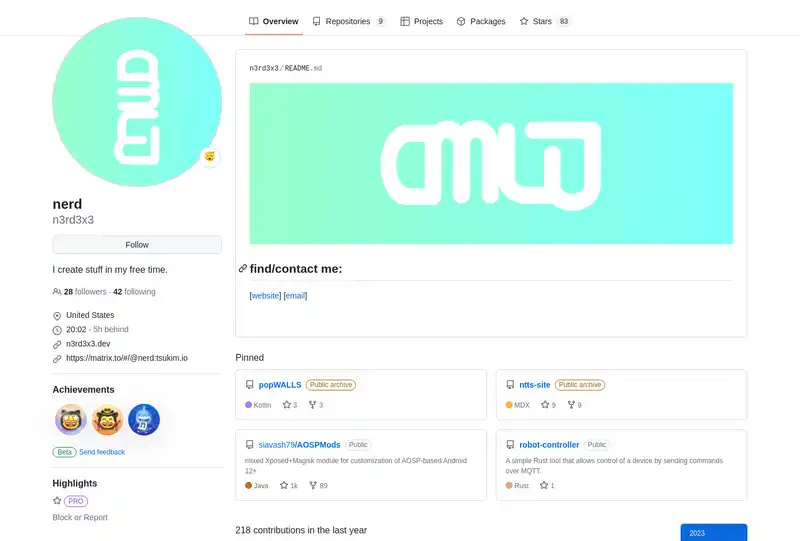 Overview
Repositories 9
Projects
Packages
Stars 83
n3rd3x3/README.md
nerd
n3rd3x3
Follow
I create stuff in my free time.
28 followers · 42 following
United States
20:02 - 5h behind
n3rd3x3.dev
https://matrix.to/#/@nerd:tsukim.io
Achievements
Beta Send feedback
Highlights
PRO
Block or Report
find/contact me:
[website] [email]
Pinned
popWALLS Public archive
Kotlin 3 3
ntts-site Public archive
MDX 9 9
siavash79/AOSPMods Public
mixed Xposed+Magisk module for customization of AOSP-based Android
12+
Java 1k 89
robot-controller Public
A simple Rust tool that allows control of a device by sending commands
over MQTT.
Rust 1
218 contributions in the last year
2023